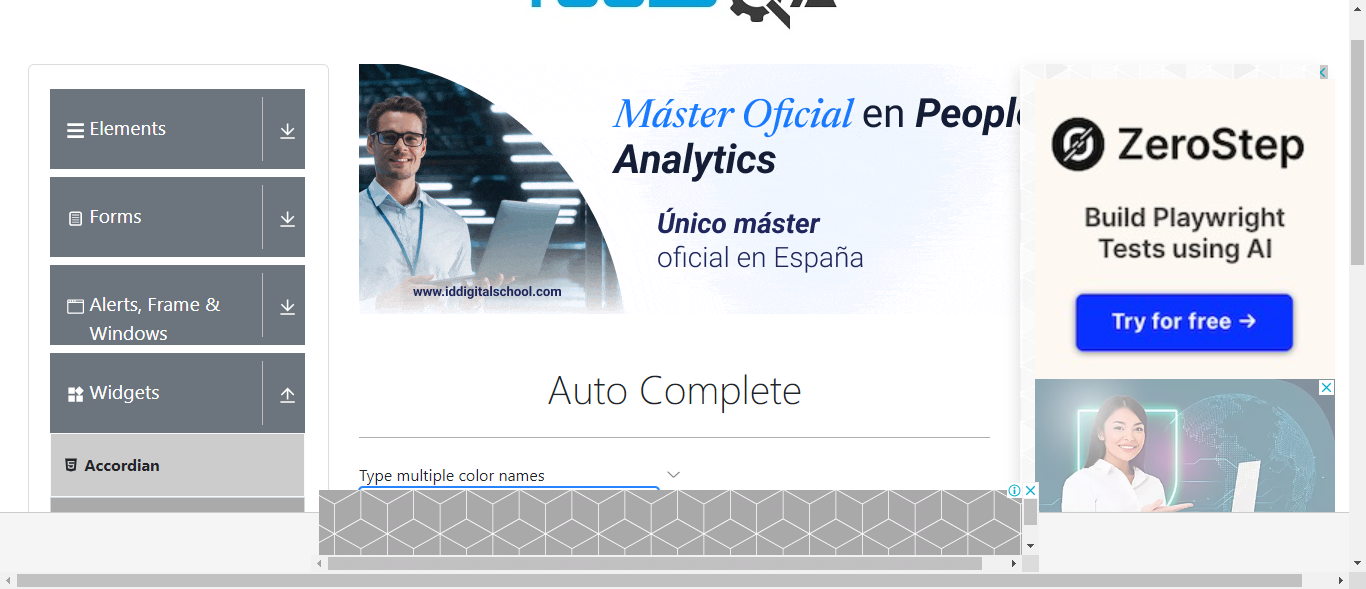 Elements
Forms
Alerts, Frame &
Windows
Widgets
Accordian
Máster Oficial en People
Analytics
Único máster
oficial en España
www.iddigitalschool.com
Auto Complete
Type multiple color names
ZeroStep
Build Playwright
Tests using AI
Try for free →